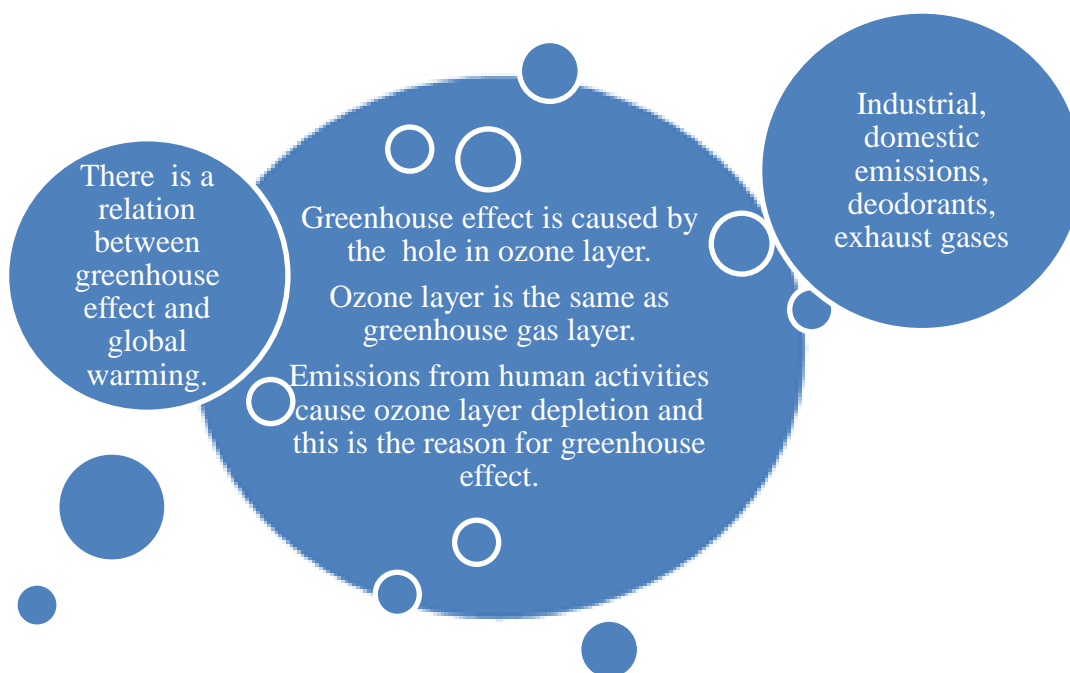 There is a
relation
between
greenhouse
effect and
global
warming.
Greenhouse effect is caused by
the hole in ozone layer.
Ozone layer is the same as
greenhouse gas layer.
Emissions from human activities
cause ozone layer depletion and
this is the reason for greenhouse
effect.
Industrial,
domestic
emissions,
deodorants,
exhaust gases